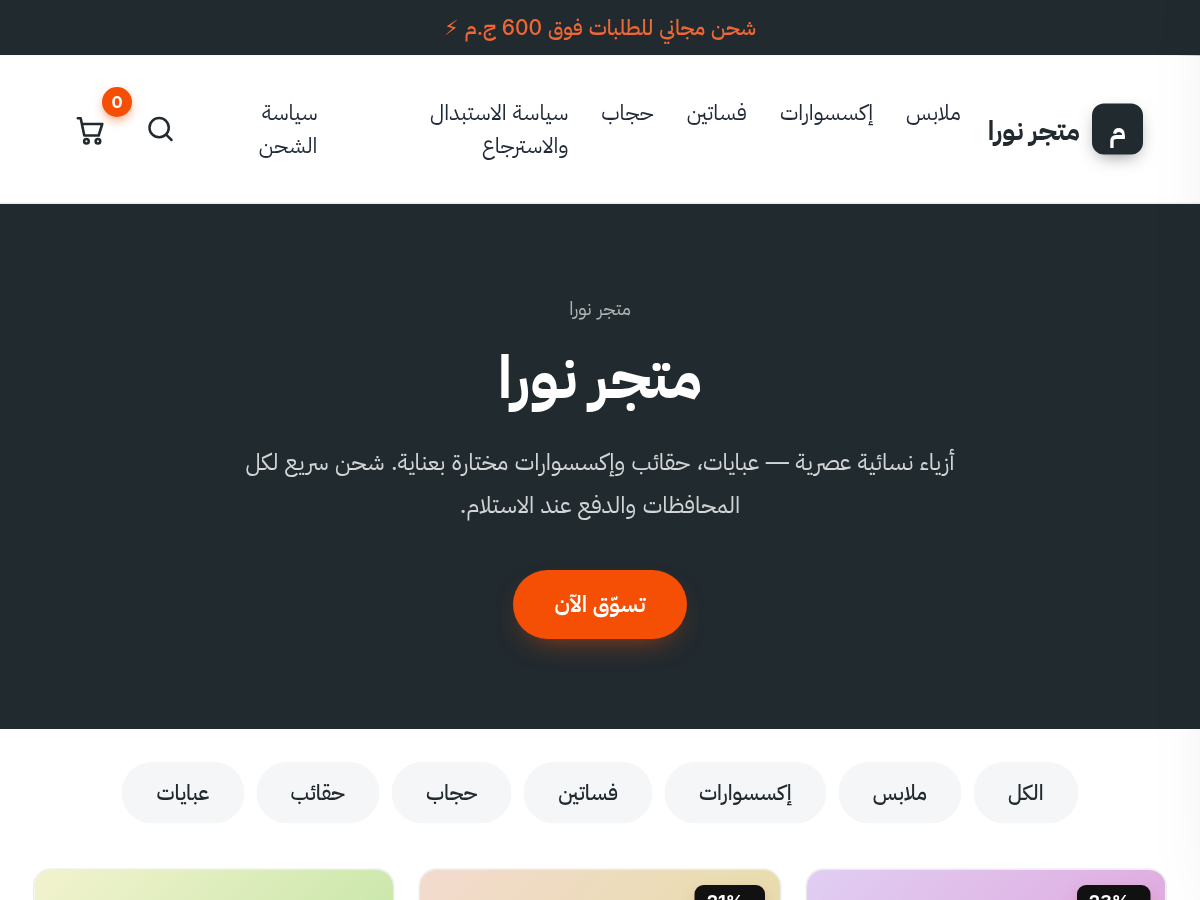 شحن مجاني للطلبات فوق 600 ج.م ⚡
م
متجر نورا
ملابس
إكسسوارات
فساتين
حجاب
سياسة الاستبدال
والاسترجاع
سياسة
الشحن
0
متجر نورا
متجر نورا
أزياء نسائية عصرية — عبايات، حقائب وإكسسوارات مختارة بعناية. شحن سريع لكل
المحافظات والدفع عند الاستلام.
تسوّق الآن
الكل
ملابس
إكسسوارات
فساتين
حجاب
حقائب
عبايات